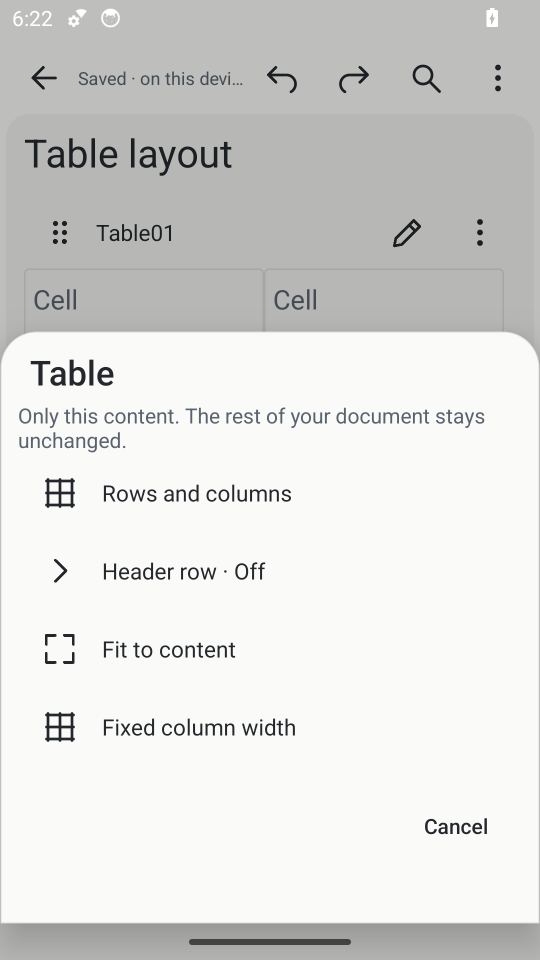 6:22
Saved · on this devi…
Table layout
Table01
Cell Cell
Table
Only this content. The rest of your document stays
unchanged.
Rows and columns
Header row · Off
Fit to content
Fixed column width
Cancel